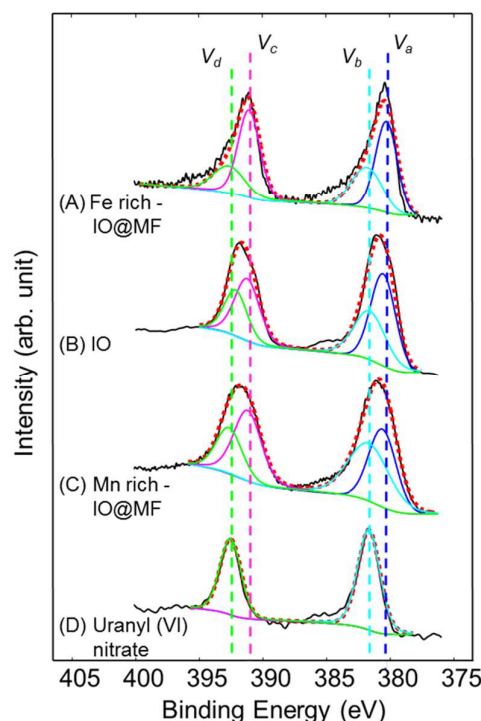 Vd Vc Vb Va
(A) Fe rich -
IO@MF
(B) IO
(C) Mn rich -
IO@MF
(D) Uranyl (VI)
nitrate
Intensity (arb. unit)
405 395 390 385 380 375
Binding Energy (eV)